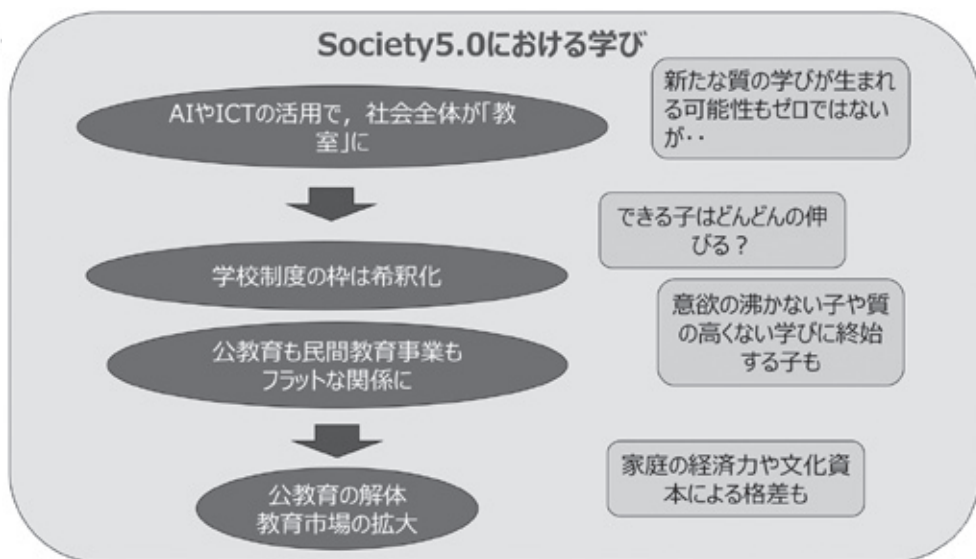 Society5.0における学び
AIやICTの活用で，社会全体が「教
室」に
新たな質の学びが生まれ
る可能性もゼロではない
が‥
できる子はどんどんの伸
びる？
学校制度の枠は希釈化
意欲の沸かない子や質
の高くない学びに終始
する子も
公教育も民間教育事業も
フラットな関係に
家庭の経済力や文化資
本による格差も
公教育の解体
教育市場の拡大